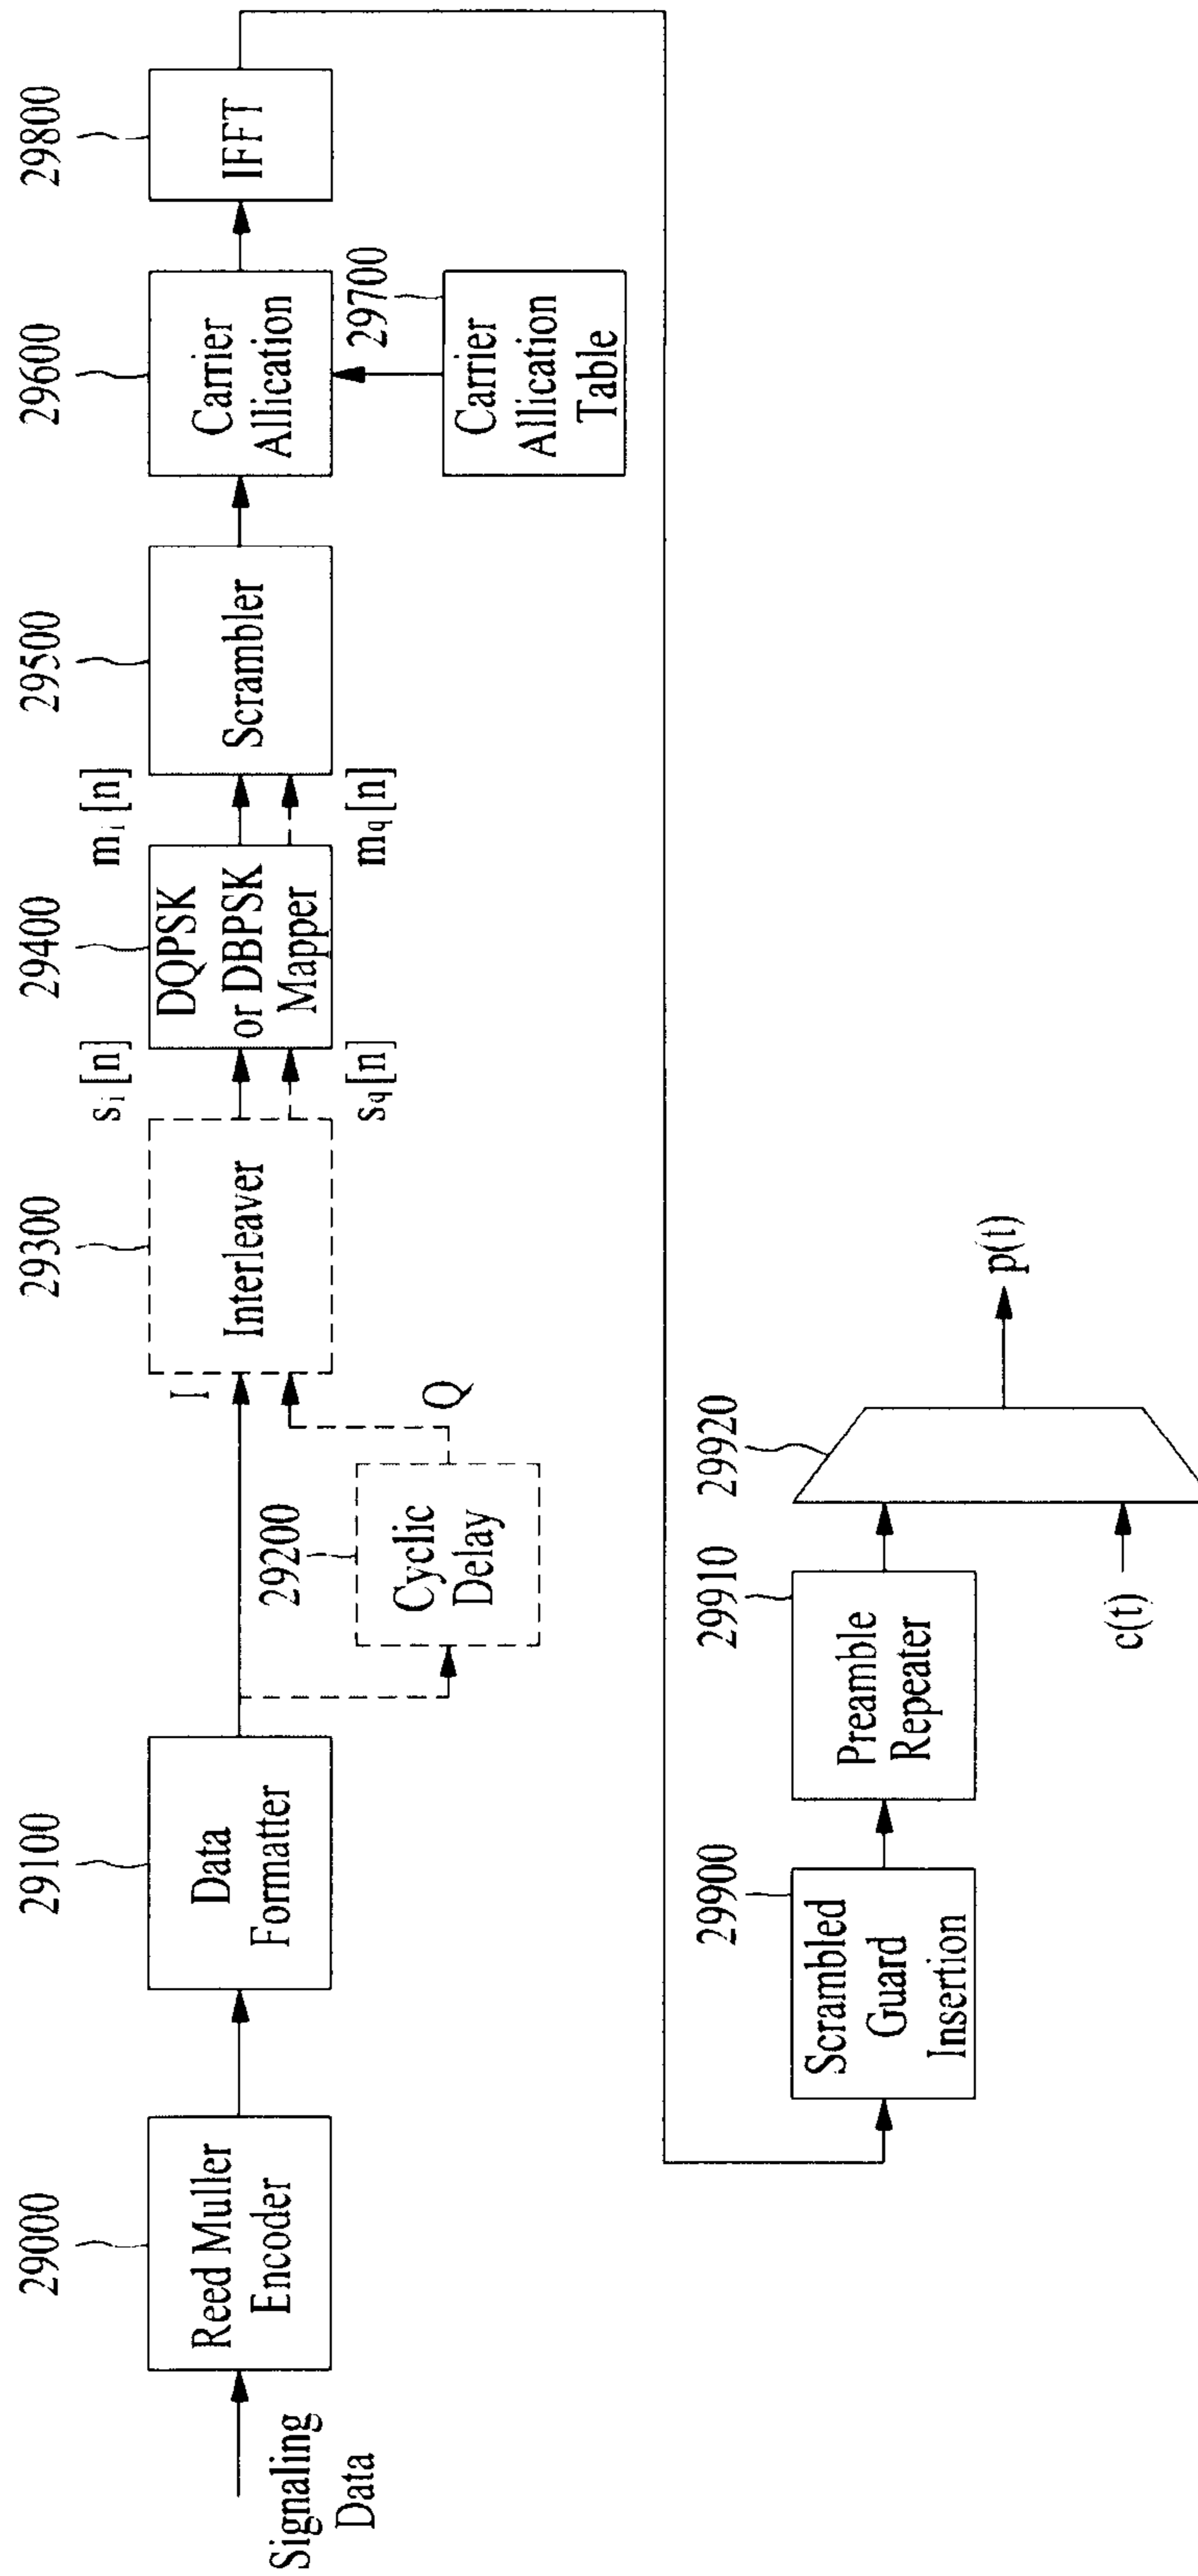 29000
29100
29300
29400
29500
29600
29800
Signaling
Data
Reed Muller
Encoder
Data
Formatter
I
Interleaver
sᵢ[n]
s_q[n]
DQPSK
or DBPSK
Mapper
mᵢ[n]
m_q[n]
Scrambler
Carrier
Allication
IFFT
29200
Cyclic
Delay
Q
29700
Carrier
Allication
Table
29900
29910
29920
Scrambled
Guard
Insertion
Preamble
Repeater
c(t)
p(t)